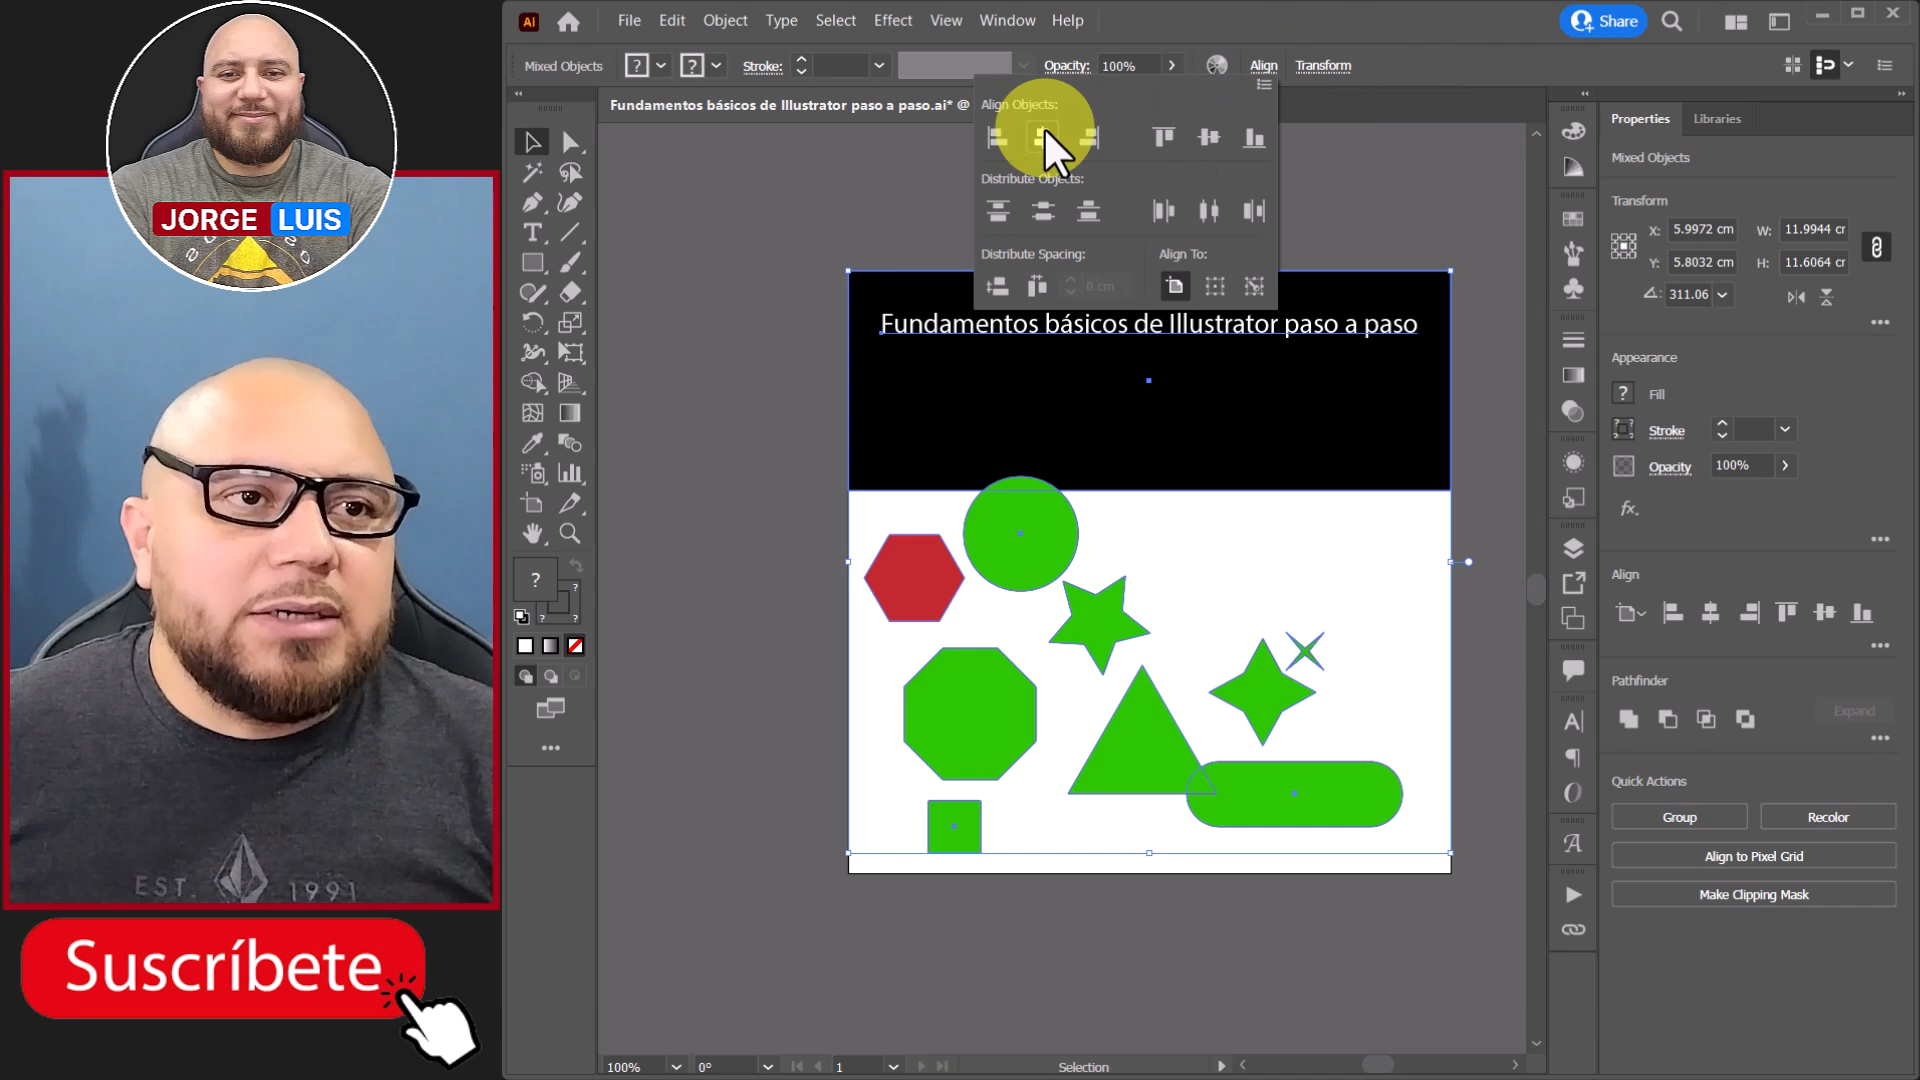 JORGE LUIS
EST. 1991
Suscríbete
File Edit Object Type Select Effect View Window Help
Share
Mixed Objects
Stroke:
Opacity: 100%
Align
Transform
Fundamentos básicos de Illustrator paso a paso.ai* @
Align Objects:
Distribute Objects:
Distribute Spacing:
Align To:
0 cm
Fundamentos básicos de Illustrator paso a paso
Properties
Libraries
Mixed Objects
Transform
X: 5.9972 cm
W: 11.9944 cr
Y: 5.8032 cm
H: 11.6064 cr
311.06
Appearance
Fill
Stroke
Opacity 100%
fx.
Align
Pathfinder
Expand
Quick Actions
Group
Recolor
Align to Pixel Grid
Make Clipping Mask
100%
0°
1
Selection